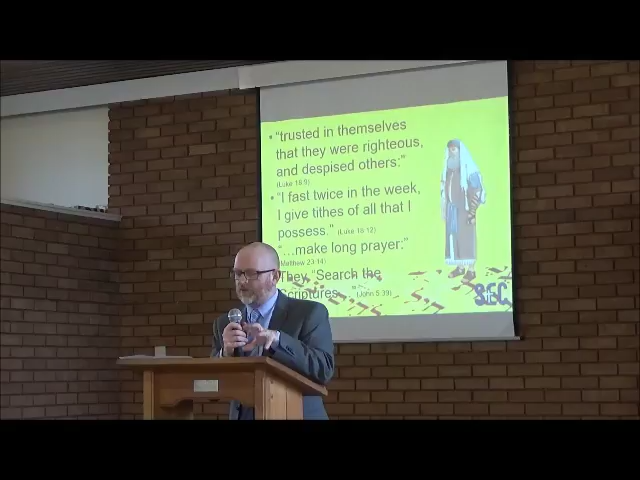 • "trusted in themselves
that they were righteous,
and despised others:"
(Luke 18:9)
• "I fast twice in the week,
I give tithes of all that I
possess." (Luke 18:12)
"...make long prayer:"
(Matthew 23:14)
They "Search the
Scriptures..." (John 5:39)